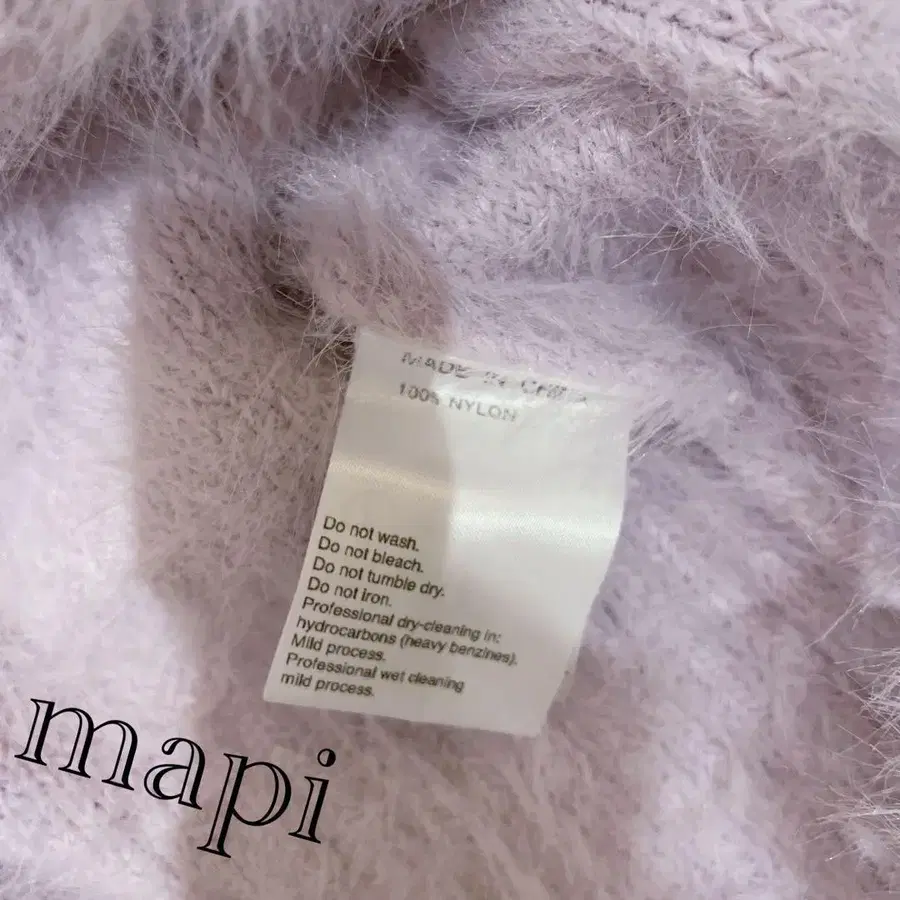 MADE IN CHINA
100% NYLON
Do not wash.
Do not bleach.
Do not tumble dry.
Do not iron.
Professional dry-cleaning in:
hydrocarbons (heavy benzines).
Mild process.
Professional wet cleaning
mild process.
mapi